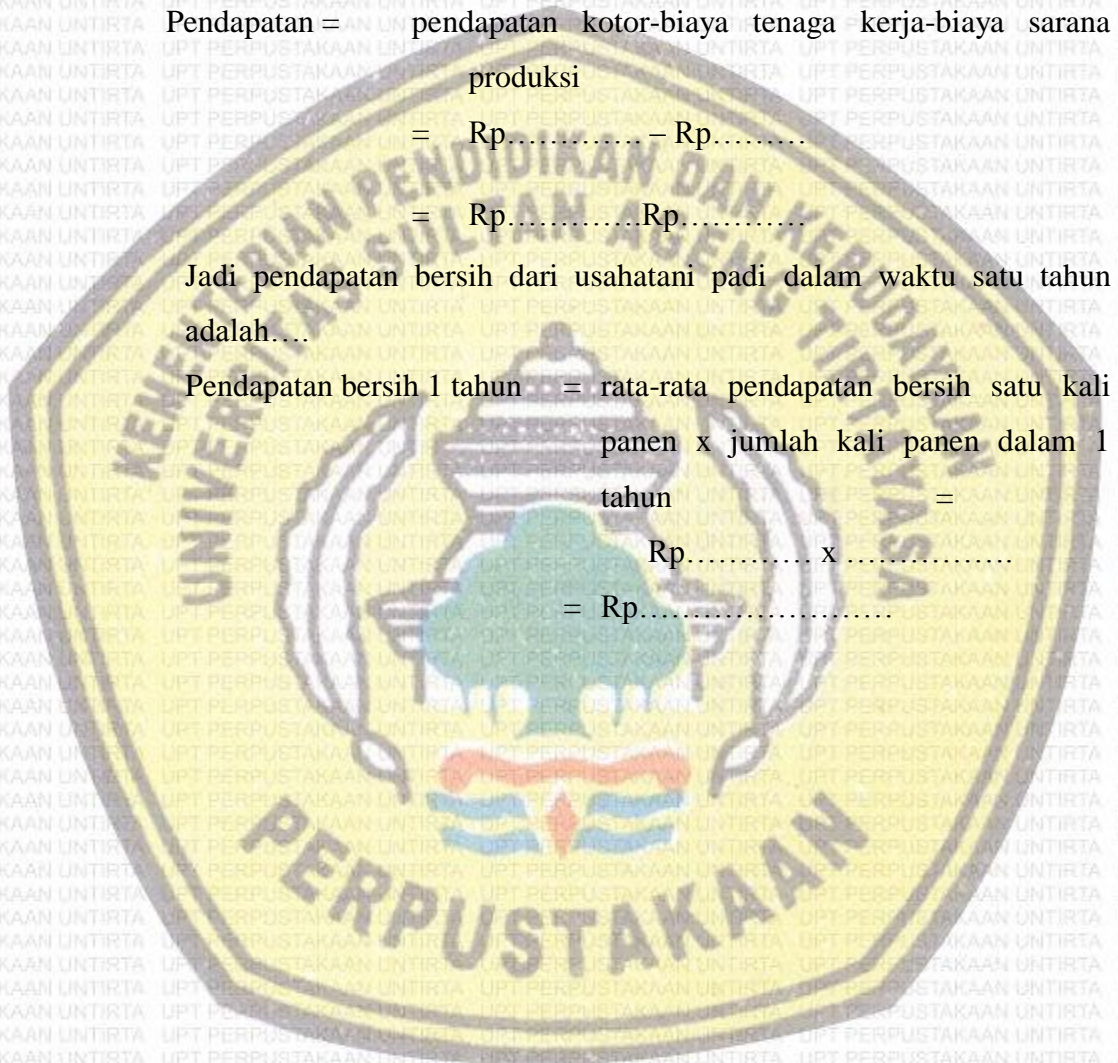 Pendapatan = pendapatan kotor-biaya tenaga kerja-biaya sarana
produksi
= Rp…………. – Rp………
= Rp………….Rp…………
Jadi pendapatan bersih dari usahatani padi dalam waktu satu tahun
adalah….
Pendapatan bersih 1 tahun = rata-rata pendapatan bersih satu kali
panen x jumlah kali panen dalam 1
tahun =
Rp………… x …………….
= Rp……………………
KEMENTERIAN PENDIDIKAN DAN KEBUDAYAAN
UNIVERSITAS SULTAN AGENG TIRTAYASA
PERPUSTAKAAN
UPT PERPUSTAKAAN UNTIRTA